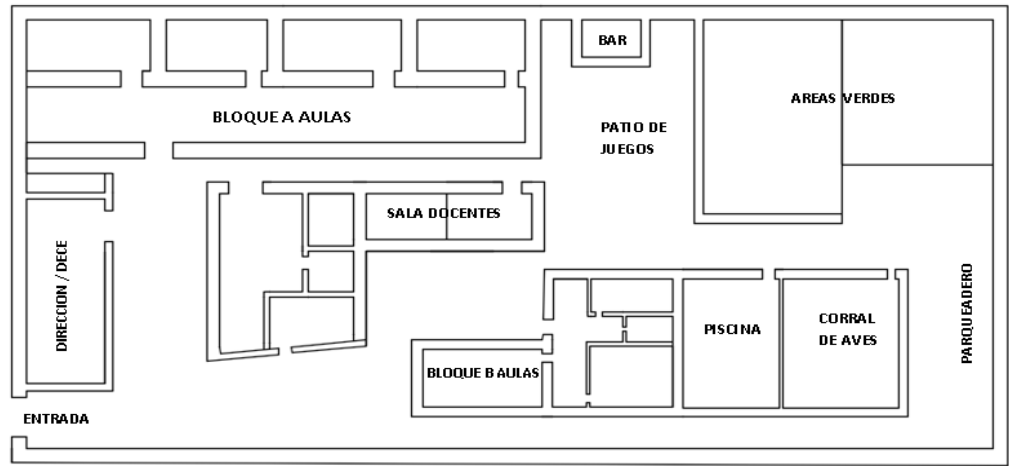 BAR
AREAS VERDES
BLOQUE A AULAS
PATIO DE
JUEGOS
SALA DOCENTES
DIRECCION / DECE
PARQUEADERO
PISCINA
CORRAL
DE AVES
BLOQUE B AULAS
ENTRADA